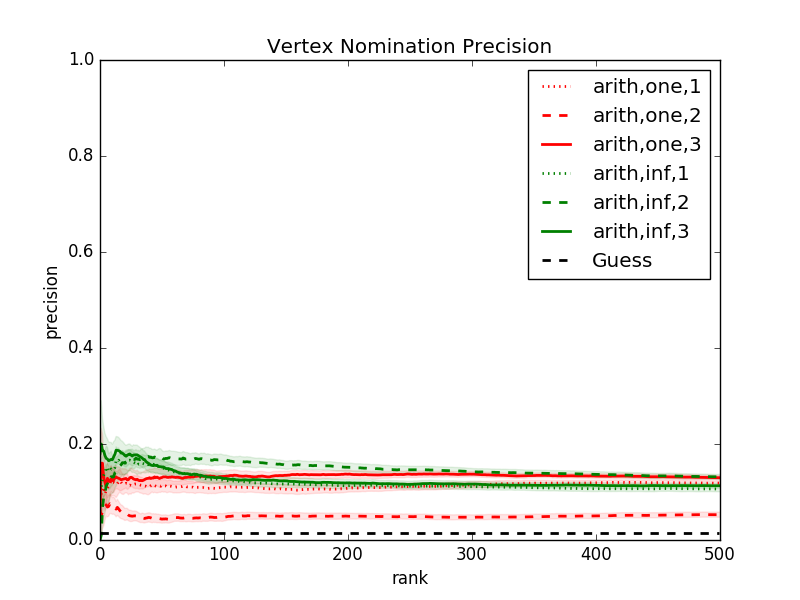 Vertex Nomination Precision
1.0
0.8
0.6
0.4
0.2
0.0
precision
0
100
200
300
400
500
rank
arith,one,1
arith,one,2
arith,one,3
arith,inf,1
arith,inf,2
arith,inf,3
Guess